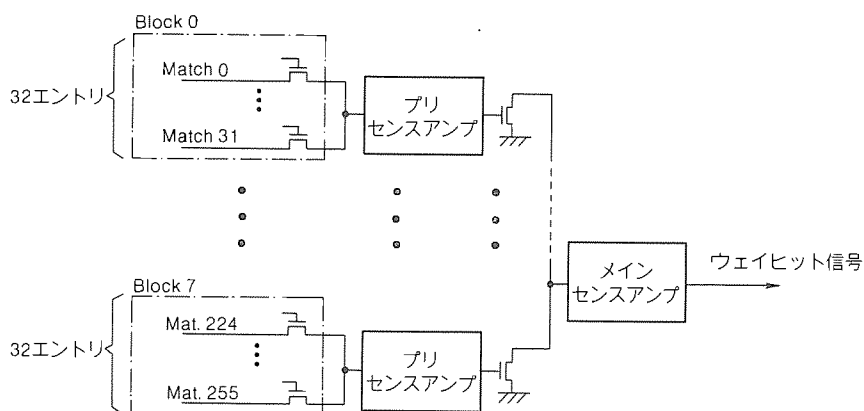 Block 0
32エントリ
Match 0
Match 31
プリ
センスアンプ
メイン
センスアンプ
ウェイヒット信号
Block 7
32エントリ
Mat. 224
Mat. 255
プリ
センスアンプ